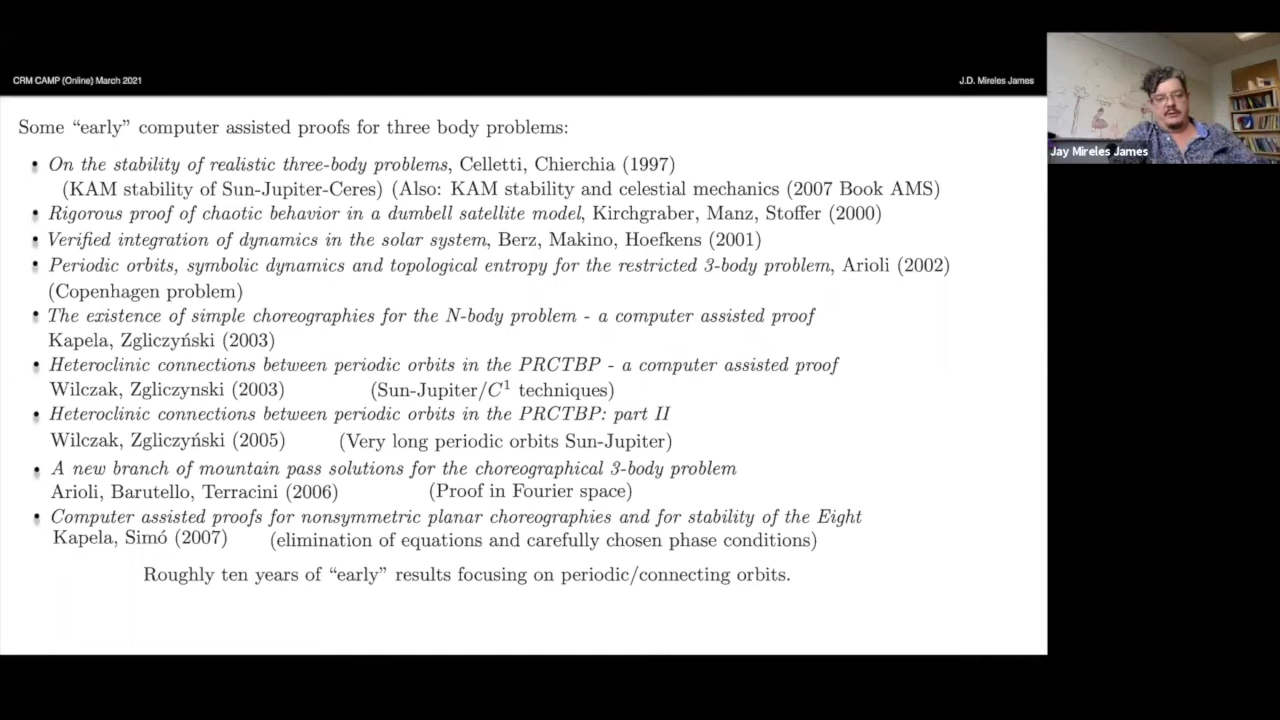 CRM CAMP (Online) March 2021
J.D. Mireles James
Some “early” computer assisted proofs for three body problems:
• On the stability of realistic three-body problems, Celletti, Chierchia (1997)
(KAM stability of Sun-Jupiter-Ceres) (Also: KAM stability and celestial mechanics (2007 Book AMS)
• Rigorous proof of chaotic behavior in a dumbell satellite model, Kirchgraber, Manz, Stoffer (2000)
• Verified integration of dynamics in the solar system, Berz, Makino, Hoefkens (2001)
• Periodic orbits, symbolic dynamics and topological entropy for the restricted 3-body problem, Arioli (2002)
(Copenhagen problem)
• The existence of simple choreographies for the N-body problem - a computer assisted proof
Kapela, Zgliczyński (2003)
• Heteroclinic connections between periodic orbits in the PRCTBP - a computer assisted proof
Wilczak, Zgliczynski (2003) (Sun-Jupiter/C¹ techniques)
• Heteroclinic connections between periodic orbits in the PRCTBP: part II
Wilczak, Zgliczyński (2005) (Very long periodic orbits Sun-Jupiter)
• A new branch of mountain pass solutions for the choreographical 3-body problem
Arioli, Barutello, Terracini (2006) (Proof in Fourier space)
• Computer assisted proofs for nonsymmetric planar choreographies and for stability of the Eight
Kapela, Simó (2007) (elimination of equations and carefully chosen phase conditions)
Roughly ten years of “early” results focusing on periodic/connecting orbits.
Jay Mireles James